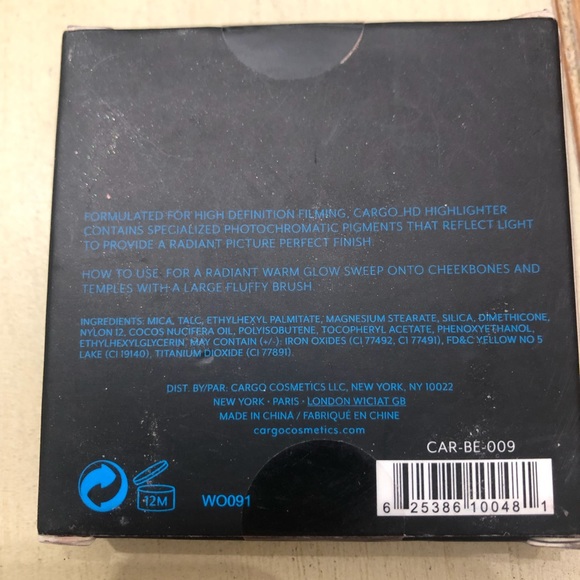 FORMULATED FOR HIGH DEFINITION FILMING, CARGO_HD HIGHLIGHTER
CONTAINS SPECIALIZED PHOTOCHROMATIC PIGMENTS THAT REFLECT LIGHT
TO PROVIDE A RADIANT PICTURE PERFECT FINISH.
HOW TO USE: FOR A RADIANT WARM GLOW SWEEP ONTO CHEEKBONES AND
TEMPLES WITH A LARGE FLUFFY BRUSH.
INGREDIENTS: MICA, TALC, ETHYLHEXYL PALMITATE, MAGNESIUM STEARATE, SILICA, DIMETHICONE,
NYLON 12, COCOS NUCIFERA OIL, POLYISOBUTENE, TOCOPHERYL ACETATE, PHENOXYETHANOL,
ETHYLHEXYLGLYCERIN. MAY CONTAIN (+/-): IRON OXIDES (CI 77492, CI 77491), FD&C YELLOW NO 5
LAKE (CI 19140), TITANIUM DIOXIDE (CI 77891).
DIST. BY/PAR: CARGO COSMETICS LLC, NEW YORK, NY 10022
NEW YORK • PARIS • LONDON W1C1AT GB
MADE IN CHINA / FABRIQUÉ EN CHINE
cargocosmetics.com
CAR-BE-009
12M
WO091
6 25386 10048 1